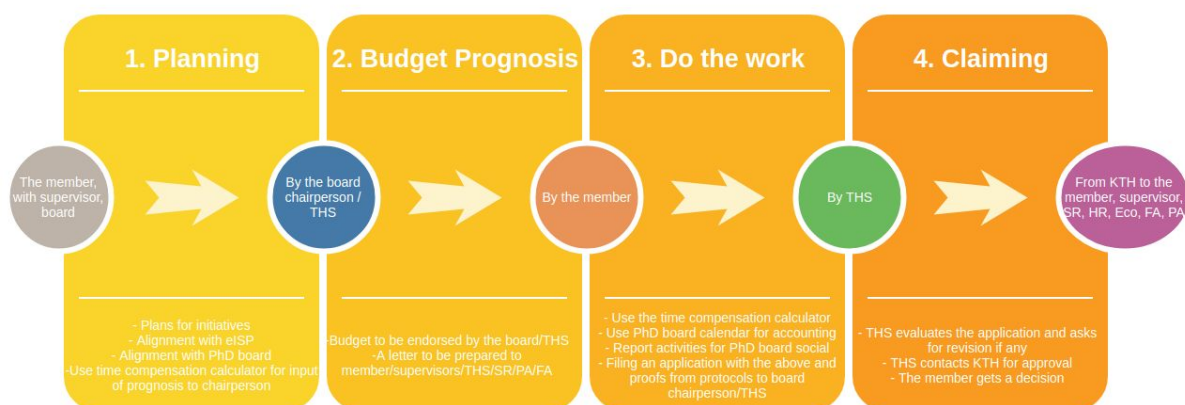 1. Planning
2. Budget Prognosis
3. Do the work
4. Claiming
The member,
with supervisor,
board
By the board
chairperson /
THS
By the member
By THS
From KTH to the
member, supervisor,
SR, HR, Eco, FA, PA
- Plans for initiatives
- Alignment with eISP
- Alignment with PhD board
-Use time compensation calculator for input
of prognosis to chairperson
-Budget to be endorsed by the board/THS
-A letter to be prepared to
member/supervisors/THS/SR/PA/FA
- Use the time compensation calculator
- Use PhD board calendar for accounting
- Report activities for PhD board social
- Filing an application with the above and
proofs from protocols to board
chairperson/THS
- THS evaluates the application and asks
for revision if any
- THS contacts KTH for approval
- The member gets a decision